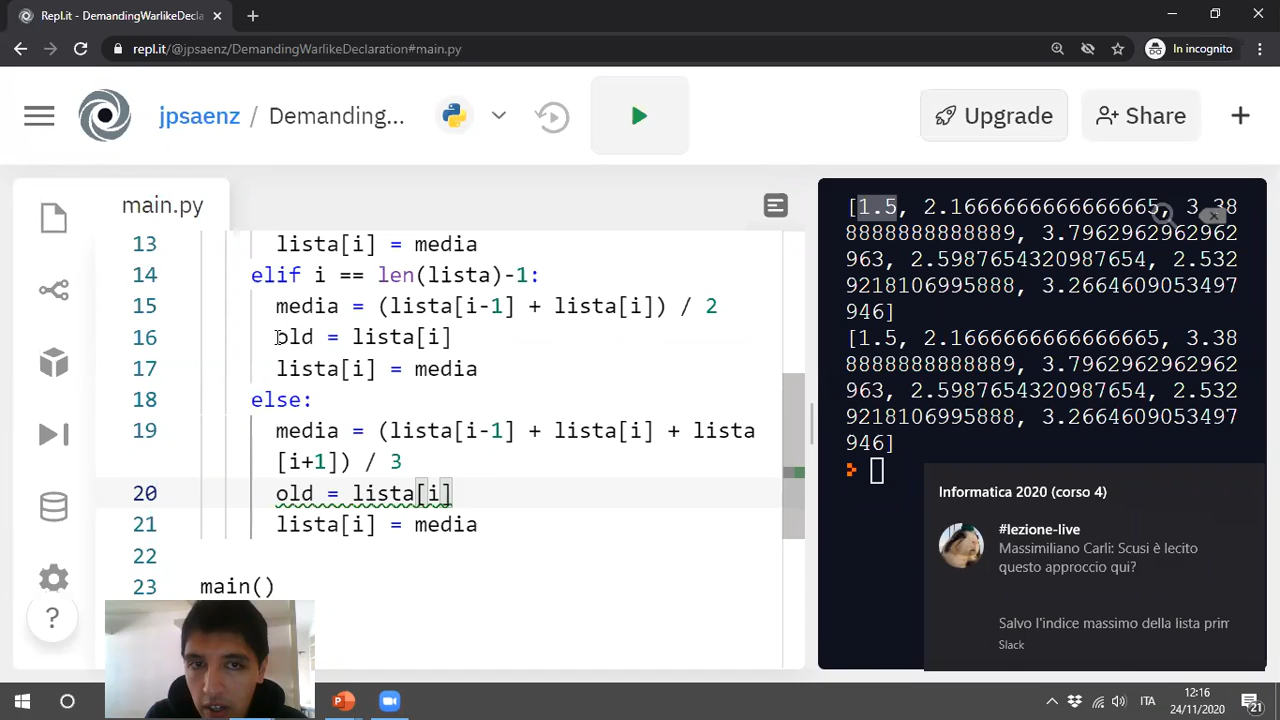 Repl.it - DemandingWarlikeDeclarat
repl.it/@jpsaenz/DemandingWarlikeDeclaration#main.py
In incognito
jpsaenz / Demanding...
Upgrade
Share
main.py
13 lista[i] = media
14 elif i == len(lista)-1:
15 media = (lista[i-1] + lista[i]) / 2
16 old = lista[i]
17 lista[i] = media
18 else:
19 media = (lista[i-1] + lista[i] + lista
[i+1]) / 3
20 old = lista[i]
21 lista[i] = media
22
23 main()
?
[1.5, 2.1666666666666665, 3.38
88888888888889, 3.7962962962962
963, 2.5987654320987654, 2.532
9218106995888, 3.2664609053497
946]
[1.5, 2.1666666666666665, 3.38
88888888888889, 3.7962962962962
963, 2.5987654320987654, 2.532
9218106995888, 3.2664609053497
946]
Informatica 2020 (corso 4)
#lezione-live
Massimiliano Carli: Scusi è lecito
questo approccio qui?
Salvo l'indice massimo della lista prim
Slack
ITA
12:16
24/11/2020
21